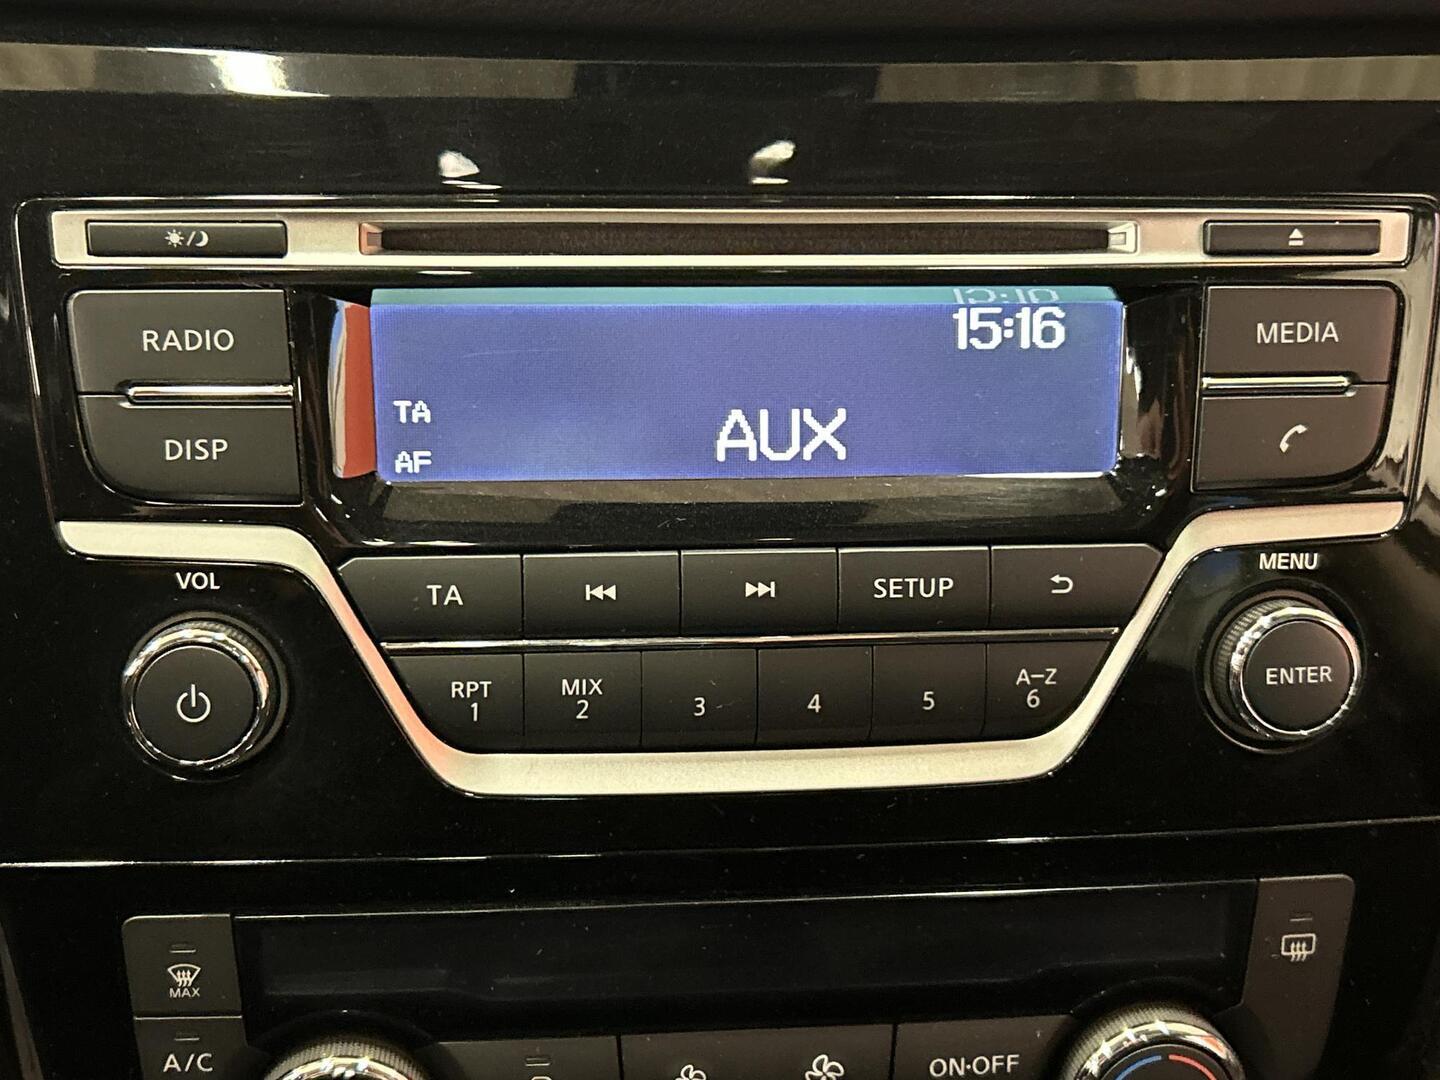 15:16
RADIO
MEDIA
TA
AUX
DISP
AF
VOL
MENU
TA
SETUP
RPT
1
MIX
2
3
4
5
A-Z
6
ENTER
MAX
A/C
ON·OFF